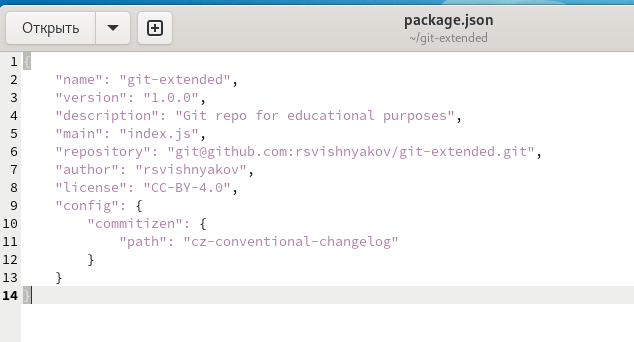 Открыть
package.json
~/git-extended
1 {
2     "name": "git-extended",
3     "version": "1.0.0",
4     "description": "Git repo for educational purposes",
5     "main": "index.js",
6     "repository": "git@github.com:rsvishnyakov/git-extended.git",
7     "author": "rsvishnyakov",
8     "license": "CC-BY-4.0",
9     "config": {
10         "commitizen": {
11             "path": "cz-conventional-changelog"
12         }
13     }
14 }